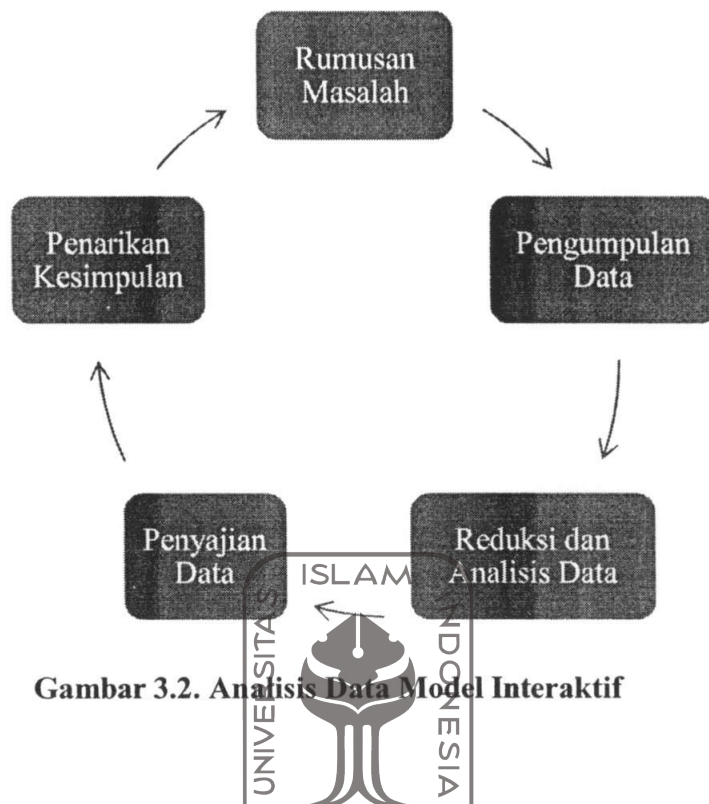 Rumusan
Masalah
Pengumpulan
Data
Reduksi dan
Analisis Data
Penyajian
Data
Penarikan
Kesimpulan
UNIVERSITAS
ISLAM
INDONESIA
Gambar 3.2. Analisis Data Model Interaktif